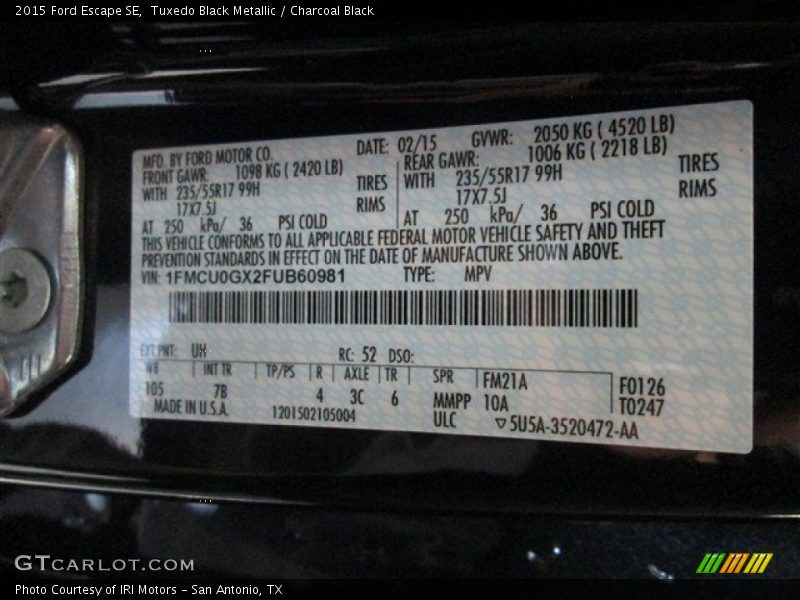 2015 Ford Escape SE, Tuxedo Black Metallic / Charcoal Black
MFD. BY FORD MOTOR CO. DATE: 02/15 GVWR: 2050 KG ( 4520 LB)
FRONT GAWR: 1098 KG ( 2420 LB) REAR GAWR: 1006 KG ( 2218 LB)
WITH 235/55R17 99H TIRES WITH 235/55R17 99H TIRES
17X7.5J RIMS 17X7.5J RIMS
AT 250 kPa/ 36 PSI COLD AT 250 kPa/ 36 PSI COLD
THIS VEHICLE CONFORMS TO ALL APPLICABLE FEDERAL MOTOR VEHICLE SAFETY AND THEFT
PREVENTION STANDARDS IN EFFECT ON THE DATE OF MANUFACTURE SHOWN ABOVE.
VIN: 1FMCU0GX2FUB60981 TYPE: MPV
EXT PNT: UH RC: 52 DSO:
WB INT TR TP/PS R AXLE TR SPR FM21A F0126
105 7B 4 3C 6 MMPP 10A T0247
MADE IN U.S.A. 1201502105004 ULC ▽5U5A-3520472-AA
GTCARLOT.COM
Photo Courtesy of IRI Motors – San Antonio, TX